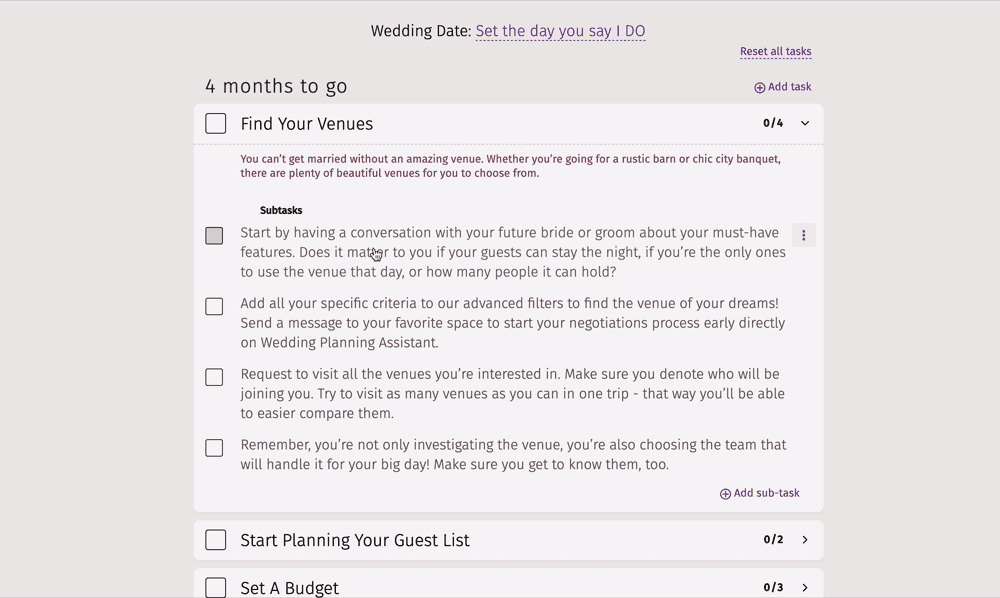 Wedding Date: Set the day you say I DO
Reset all tasks
4 months to go
Add task
Find Your Venues
0/4
You can't get married without an amazing venue. Whether you're going for a rustic barn or chic city banquet,
there are plenty of beautiful venues for you to choose from.
Subtasks
Start by having a conversation with your future bride or groom about your must-have
features. Does it matter to you if your guests can stay the night, if you're the only ones
to use the venue that day, or how many people it can hold?
Add all your specific criteria to our advanced filters to find the venue of your dreams!
Send a message to your favorite space to start your negotiations process early directly
on Wedding Planning Assistant.
Request to visit all the venues you're interested in. Make sure you denote who will be
joining you. Try to visit as many venues as you can in one trip - that way you'll be able
to easier compare them.
Remember, you're not only investigating the venue, you're also choosing the team that
will handle it for your big day! Make sure you get to know them, too.
Add sub-task
Start Planning Your Guest List
0/2
Set A Budget
0/3